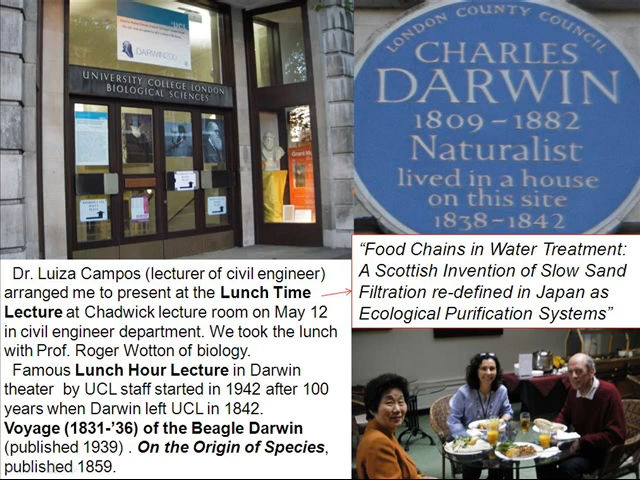 UCL
DARWIN200
UNIVERSITY COLLEGE LONDON
BIOLOGICAL SCIENCES
LONDON COUNTY COUNCIL
CHARLES
DARWIN
1809-1882
Naturalist
lived in a house
on this site
1838-1842
Dr. Luiza Campos (lecturer of civil engineer)
arranged me to present at the Lunch Time
Lecture at Chadwick lecture room on May 12
in civil engineer department. We took the lunch
with Prof. Roger Wotton of biology.
Famous Lunch Hour Lecture in Darwin
theater by UCL staff started in 1942 after 100
years when Darwin left UCL in 1842.
Voyage (1831-'36) of the Beagle Darwin
(published 1939) . On the Origin of Species,
published 1859.
“Food Chains in Water Treatment:
A Scottish Invention of Slow Sand
Filtration re-defined in Japan as
Ecological Purification Systems”